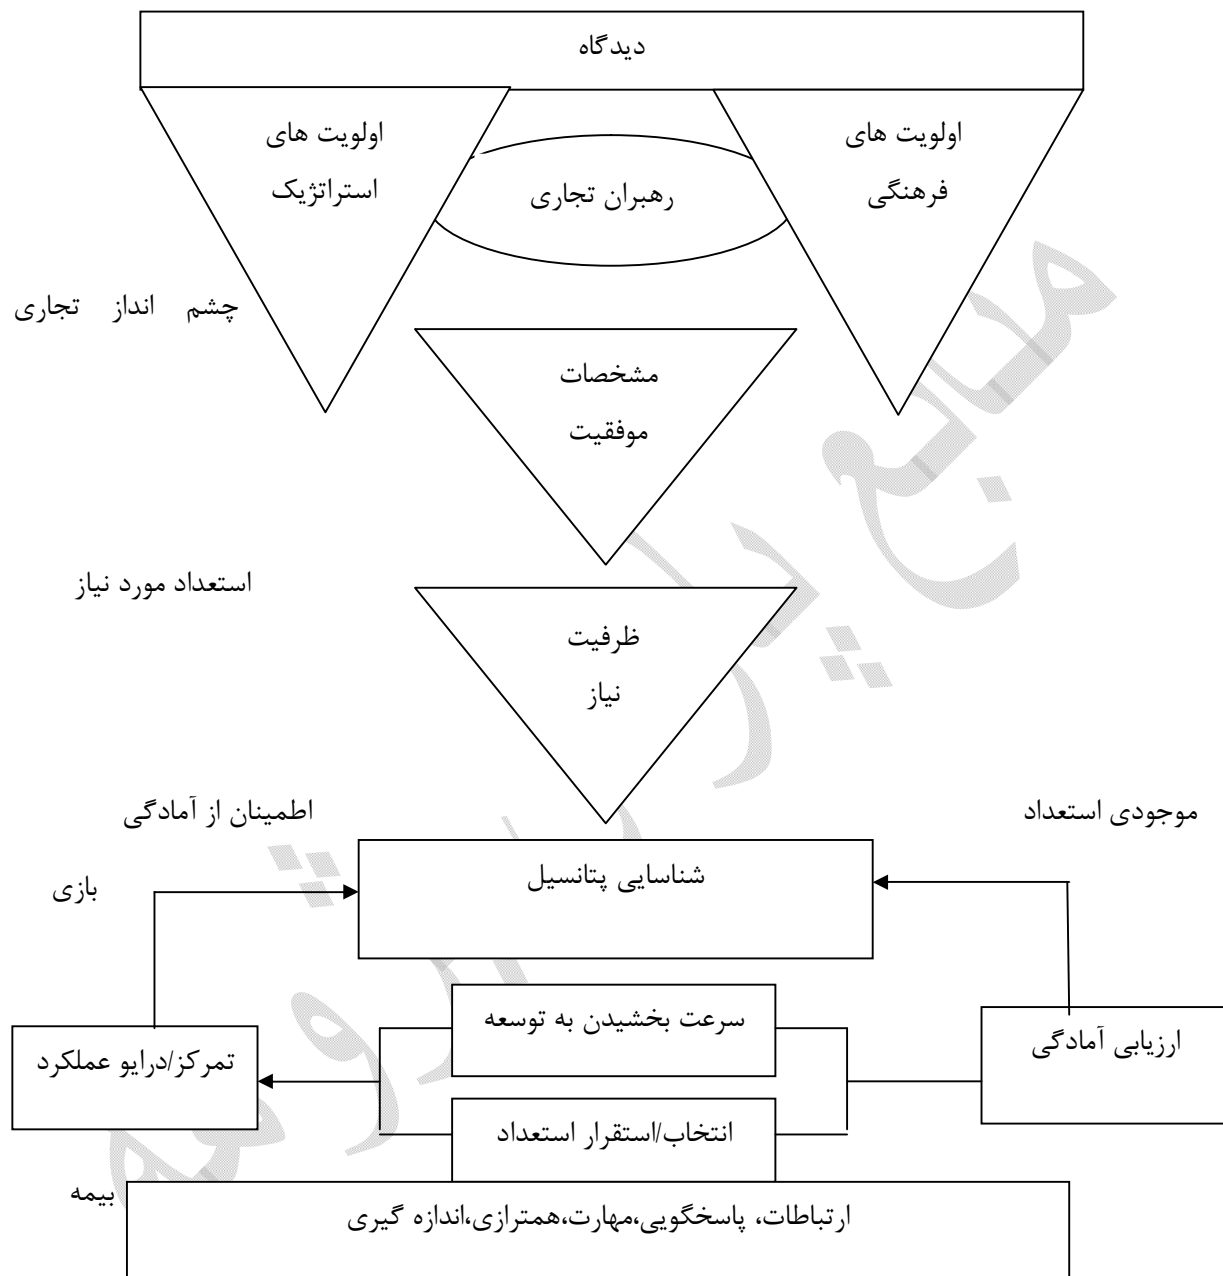 دیدگاه
اولویت های
استراتژیک
اولویت های
فرهنگی
رهبران تجاری
چشم انداز تجاری
مشخصات
موفقیت
استعداد مورد نیاز
ظرفیت
نیاز
موجودی استعداد
اطمینان از آمادگی
شناسایی پتانسیل
بازی
سرعت بخشیدن به توسعه
ارزیابی آمادگی
تمرکز/درایو عملکرد
انتخاب/استقرار استعداد
بیمه
ارتباطات، پاسخگویی،مهارت،همترازی،اندازه گیری